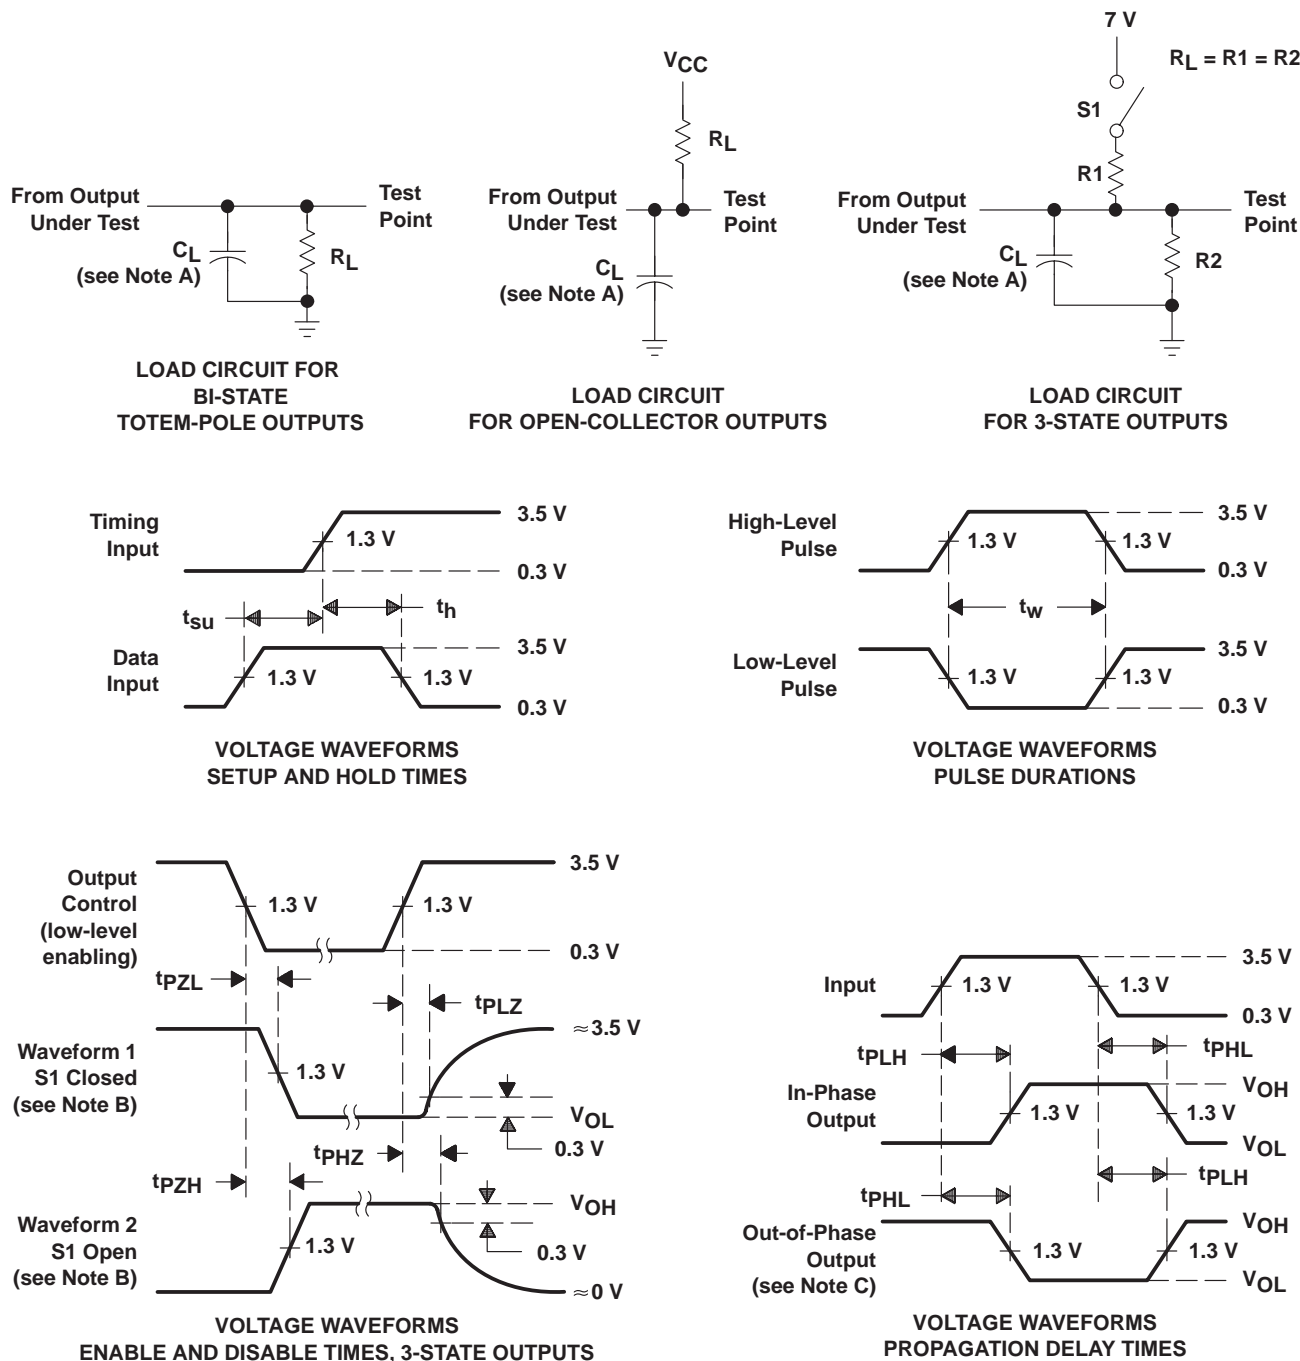 7 V
RL = R1 = R2
S1
R1
From Output
Under Test
Test
Point
CL
(see Note A)
RL
LOAD CIRCUIT FOR
BI-STATE
TOTEM-POLE OUTPUTS
VCC
RL
From Output
Under Test
Test
Point
CL
(see Note A)
LOAD CIRCUIT
FOR OPEN-COLLECTOR OUTPUTS
From Output
Under Test
Test
Point
CL
(see Note A)
R2
LOAD CIRCUIT
FOR 3-STATE OUTPUTS
Timing
Input
1.3 V
3.5 V
0.3 V
tsu
th
Data
Input
1.3 V
1.3 V
3.5 V
0.3 V
VOLTAGE WAVEFORMS
SETUP AND HOLD TIMES
High-Level
Pulse
1.3 V
1.3 V
3.5 V
0.3 V
tw
Low-Level
Pulse
1.3 V
1.3 V
3.5 V
0.3 V
VOLTAGE WAVEFORMS
PULSE DURATIONS
Output
Control
(low-level
enabling)
1.3 V
1.3 V
3.5 V
0.3 V
tPZL
tPLZ
Waveform 1
S1 Closed
(see Note B)
1.3 V
≈3.5 V
VOL
0.3 V
tPHZ
tPZH
Waveform 2
S1 Open
(see Note B)
1.3 V
VOH
0.3 V
≈0 V
VOLTAGE WAVEFORMS
ENABLE AND DISABLE TIMES, 3-STATE OUTPUTS
Input
1.3 V
1.3 V
3.5 V
0.3 V
tPLH
tPHL
In-Phase
Output
1.3 V
1.3 V
VOH
VOL
tPHL
tPLH
Out-of-Phase
Output
(see Note C)
1.3 V
1.3 V
VOH
VOL
VOLTAGE WAVEFORMS
PROPAGATION DELAY TIMES